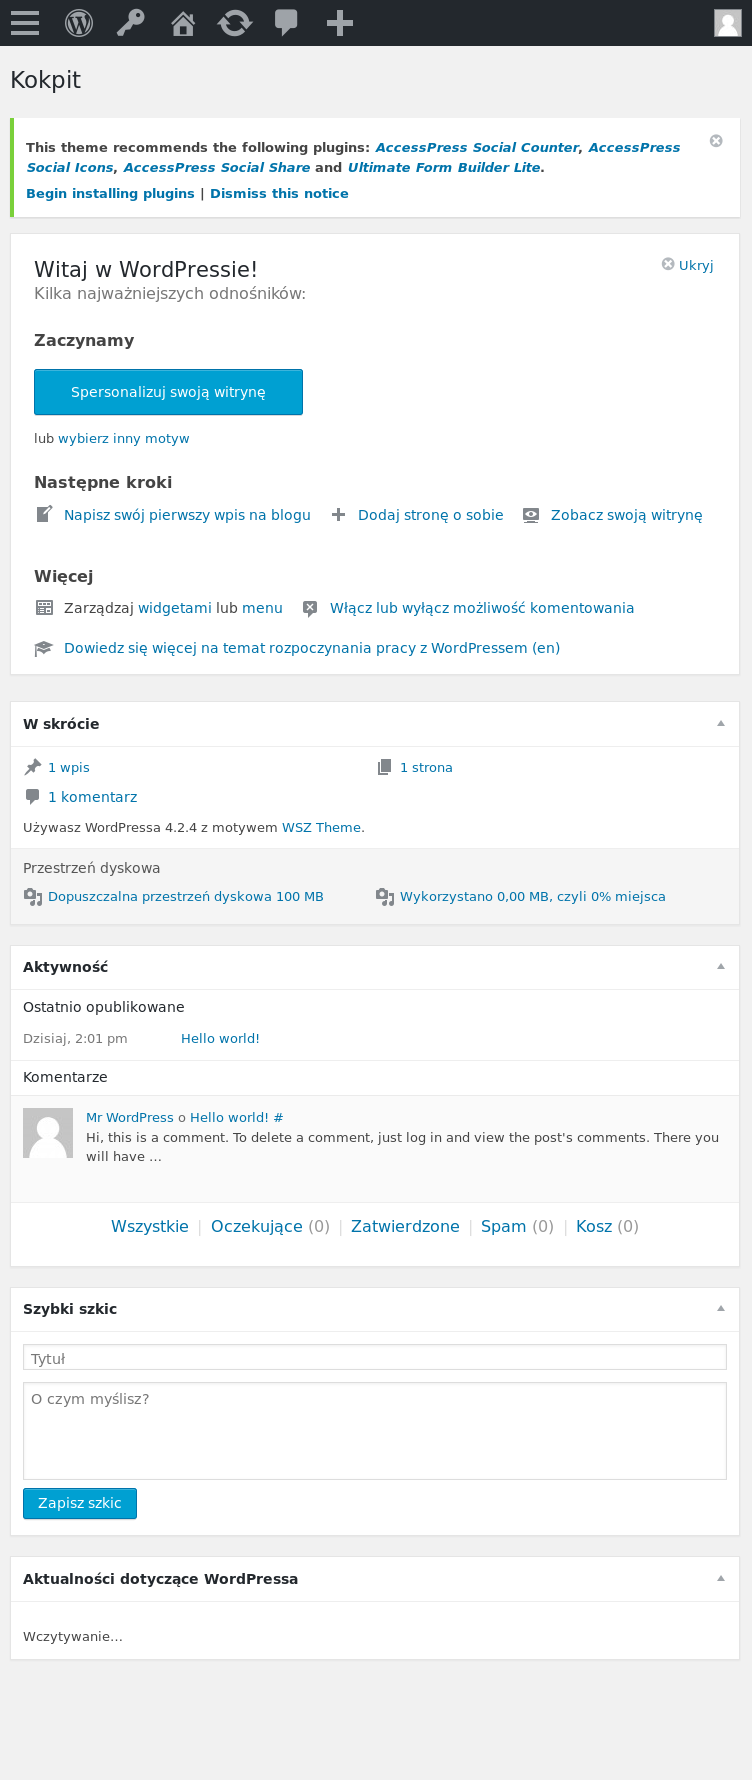 Kokpit
This theme recommends the following plugins: AccessPress Social Counter, AccessPress
Social Icons, AccessPress Social Share and Ultimate Form Builder Lite.
Begin installing plugins | Dismiss this notice
Witaj w WordPressie!
Ukryj
Kilka najważniejszych odnośników:
Zaczynamy
Spersonalizuj swoją witrynę
lub wybierz inny motyw
Następne kroki
Napisz swój pierwszy wpis na blogu Dodaj stronę o sobie Zobacz swoją witrynę
Więcej
Zarządzaj widgetami lub menu Włącz lub wyłącz możliwość komentowania
Dowiedz się więcej na temat rozpoczynania pracy z WordPressem (en)
W skrócie
1 wpis 1 strona
1 komentarz
Używasz WordPressa 4.2.4 z motywem WSZ Theme.
Przestrzeń dyskowa
Dopuszczalna przestrzeń dyskowa 100 MB Wykorzystano 0,00 MB, czyli 0% miejsca
Aktywność
Ostatnio opublikowane
Dzisiaj, 2:01 pm Hello world!
Komentarze
Mr WordPress o Hello world! #
Hi, this is a comment. To delete a comment, just log in and view the post's comments. There you
will have …
Wszystkie | Oczekujące (0) | Zatwierdzone | Spam (0) | Kosz (0)
Szybki szkic
Tytuł
O czym myślisz?
Zapisz szkic
Aktualności dotyczące WordPressa
Wczytywanie…